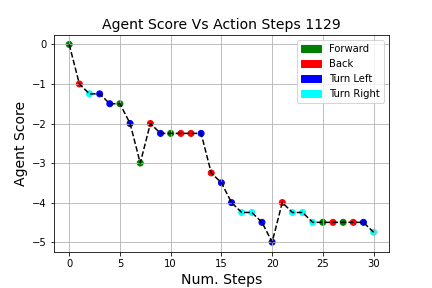 Agent Score Vs Action Steps 1129
Forward
Back
Turn Left
Turn Right
Agent Score
0
−1
−2
−3
−4
−5
0 5 10 15 20 25 30
Num. Steps